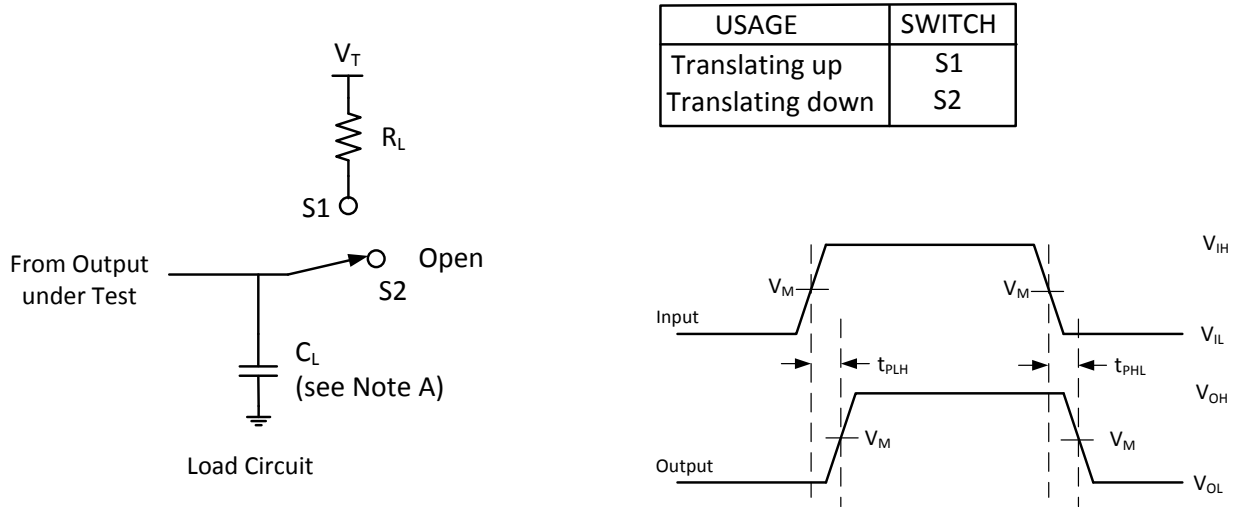 USAGE SWITCH
Translating up S1
Translating down S2
V_T
R_L
S1
From Output
under Test
Open
S2
C_L
(see Note A)
Load Circuit
V_IH
V_M V_M
Input
V_IL
t_PLH t_PHL
V_OH
V_M V_M
Output
V_OL